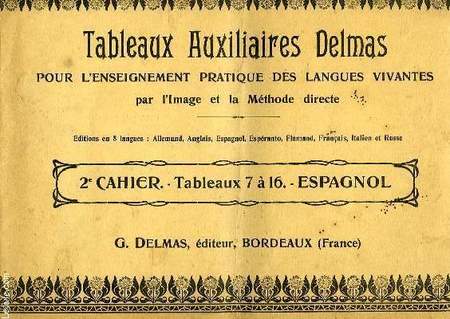 Tableaux Auxiliaires Delmas
POUR L'ENSEIGNEMENT PRATIQUE DES LANGUES VIVANTES
par l'Image et la Méthode directe
Editions en 8 langues : Allemand, Anglais, Espagnol, Espéranto, Flamand, Français, Italien et Russe
2e CAHIER. - Tableaux 7 à 16. - ESPAGNOL
G. DELMAS, éditeur, BORDEAUX (France)